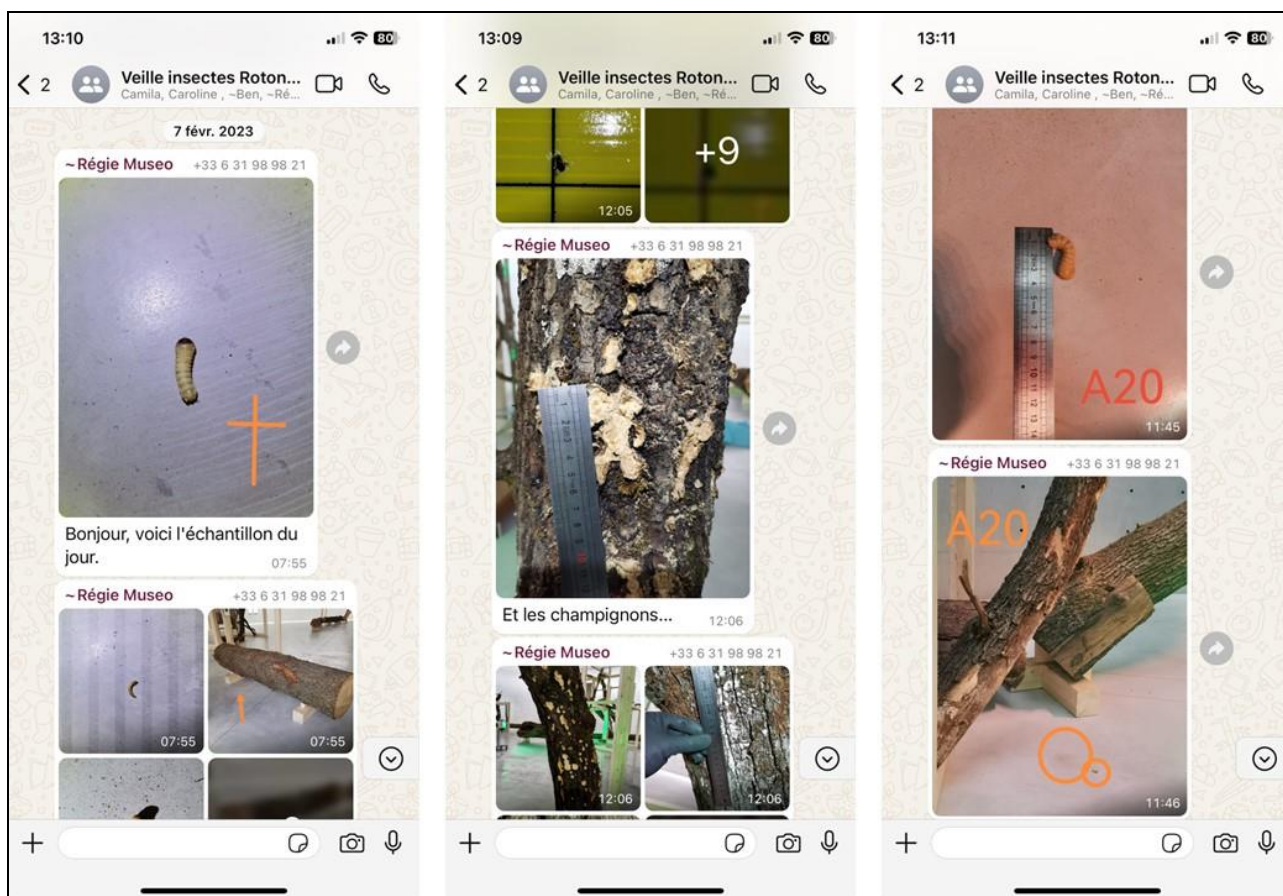 13:10
80
2
Veille insectes Roton...
Camila, Caroline , ~Ben, ~Ré...
7 févr. 2023
~Régie Museo +33 6 31 98 98 21
Bonjour, voici l'échantillon du
jour.
07:55
~Régie Museo +33 6 31 98 98 21
07:55
07:55
13:09
80
2
Veille insectes Roton...
Camila, Caroline , ~Ben, ~Ré...
12:05
+9
~Régie Museo +33 6 31 98 98 21
Et les champignons...
12:06
~Régie Museo +33 6 31 98 98 21
12:06
12:06
13:11
80
2
Veille insectes Roton...
Camila, Caroline , ~Ben, ~Ré...
A20
11:45
~Régie Museo +33 6 31 98 98 21
A20
11:46